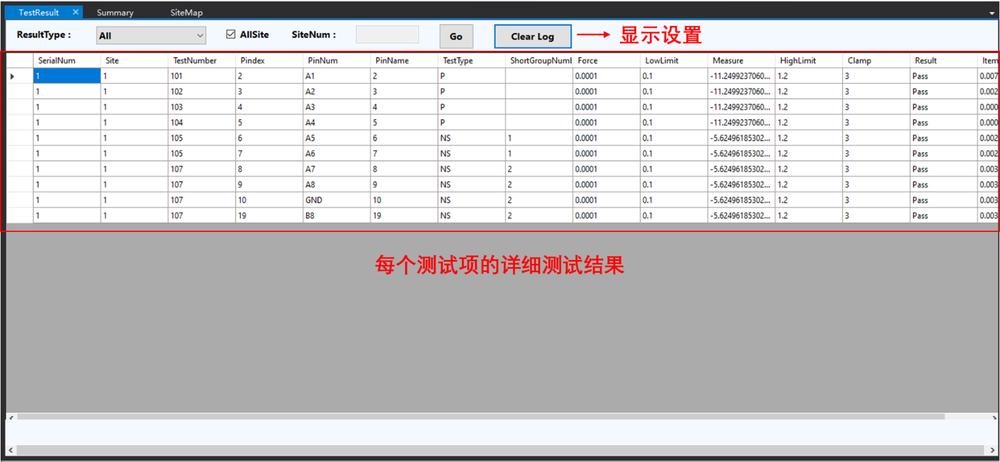 TestResult × Summary SiteMap
ResultType : All AllSite SiteNum : Go Clear Log 显示设置
SerialNum Site TestNumber Pindex PinNum PinName TestType ShortGroupNumb Force LowLimit Measure HighLimit Clamp Result Item
1 1 101 2 A1 2 P 0.0001 0.1 -11.2499237060... 1.2 3 Pass 0.007
1 1 102 3 A2 3 P 0.0001 0.1 -11.2499237060... 1.2 3 Pass 0.002
1 1 103 4 A3 4 P 0.0001 0.1 -11.2499237060... 1.2 3 Pass 0.000
1 1 104 5 A4 5 P 0.0001 0.1 -11.2499237060... 1.2 3 Pass 0.000
1 1 105 6 A5 6 NS 1 0.0001 0.1 -5.62496185302... 1.2 3 Pass 0.002
1 1 105 7 A6 7 NS 1 0.0001 0.1 -5.62496185302... 1.2 3 Pass 0.002
1 1 107 8 A7 8 NS 2 0.0001 0.1 -5.62496185302... 1.2 3 Pass 0.003
1 1 107 9 A8 9 NS 2 0.0001 0.1 -5.62496185302... 1.2 3 Pass 0.003
1 1 107 10 GND 10 NS 2 0.0001 0.1 -5.62496185302... 1.2 3 Pass 0.003
1 1 107 19 B8 19 NS 2 0.0001 0.1 -5.62496185302... 1.2 3 Pass 0.003
每个测试项的详细测试结果